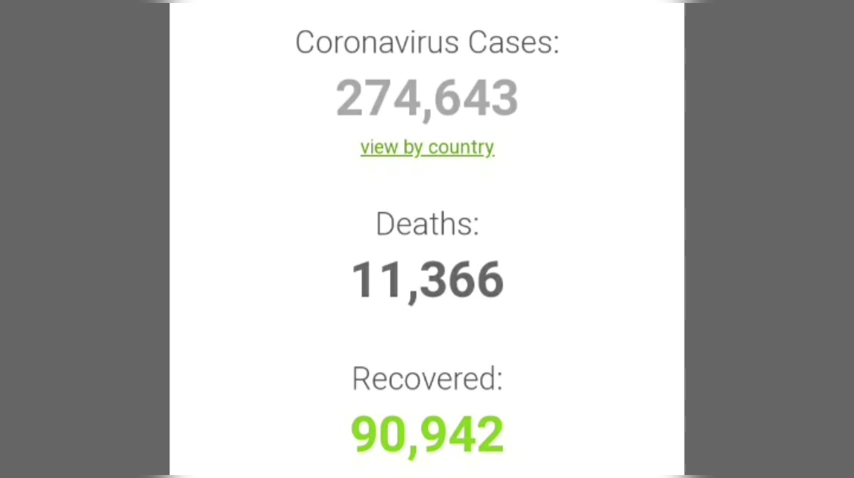 Coronavirus Cases:
274,643
view by country
Deaths:
11,366
Recovered:
90,942